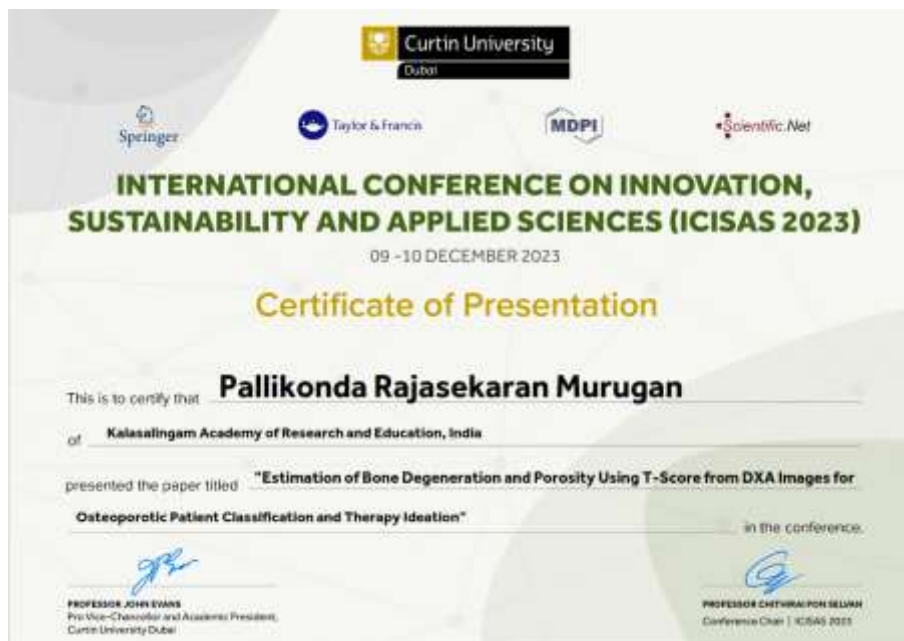 Curtin University
Dubai
Springer
Taylor & Francis
MDPI
Scientific.Net
INTERNATIONAL CONFERENCE ON INNOVATION,
SUSTAINABILITY AND APPLIED SCIENCES (ICISAS 2023)
09 -10 DECEMBER 2023
Certificate of Presentation
This is to certify that Pallikonda Rajasekaran Murugan
of Kalasalingam Academy of Research and Education, India
presented the paper titled "Estimation of Bone Degeneration and Porosity Using T-Score from DXA Images for
Osteoporotic Patient Classification and Therapy Ideation" in the conference.
PROFESSOR JOHN EVANS
Pro Vice-Chancellor and Academic President,
Curtin University Dubai
PROFESSOR CHITHIRAI PON SELVAN
Conference Chair | ICISAS 2023